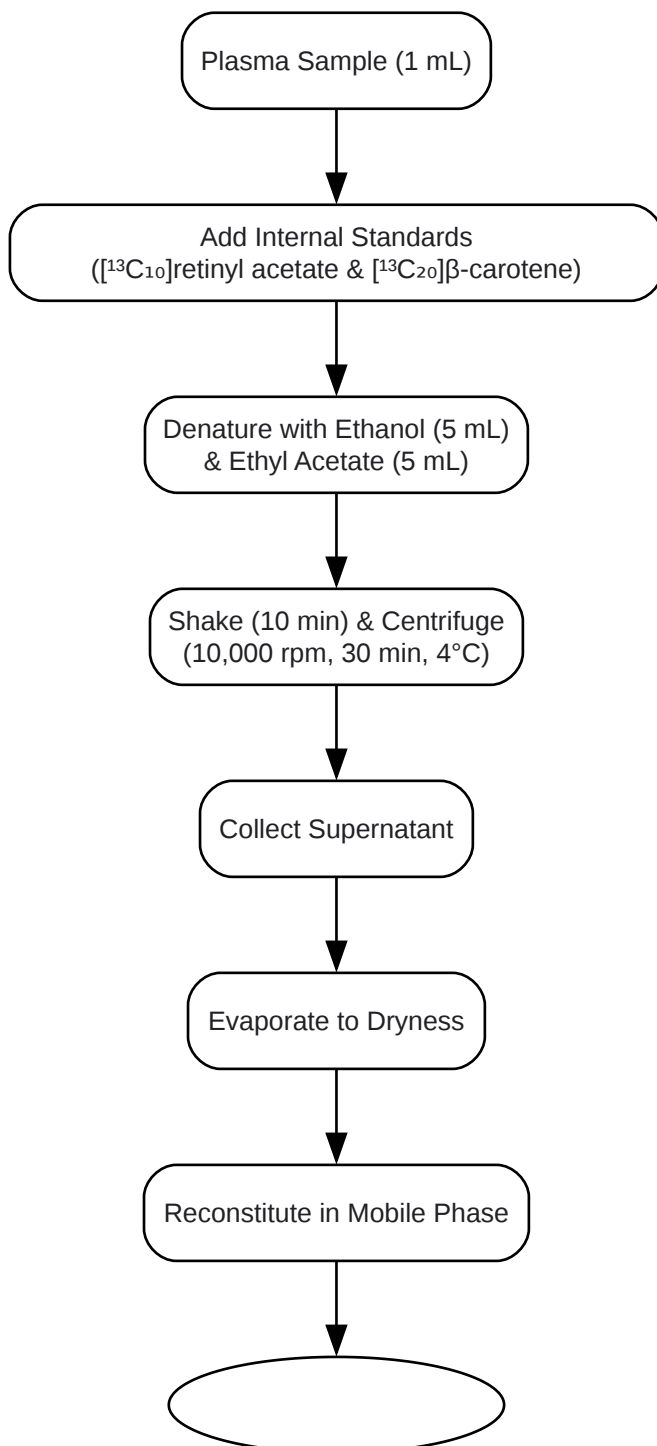 Plasma Sample (1 mL)
Add Internal Standards
([¹³C₁₀]retinyl acetate & [¹³C₂₀]β-carotene)
Denature with Ethanol (5 mL)
& Ethyl Acetate (5 mL)
Shake (10 min) & Centrifuge
(10,000 rpm, 30 min, 4°C)
Collect Supernatant
Evaporate to Dryness
Reconstitute in Mobile Phase